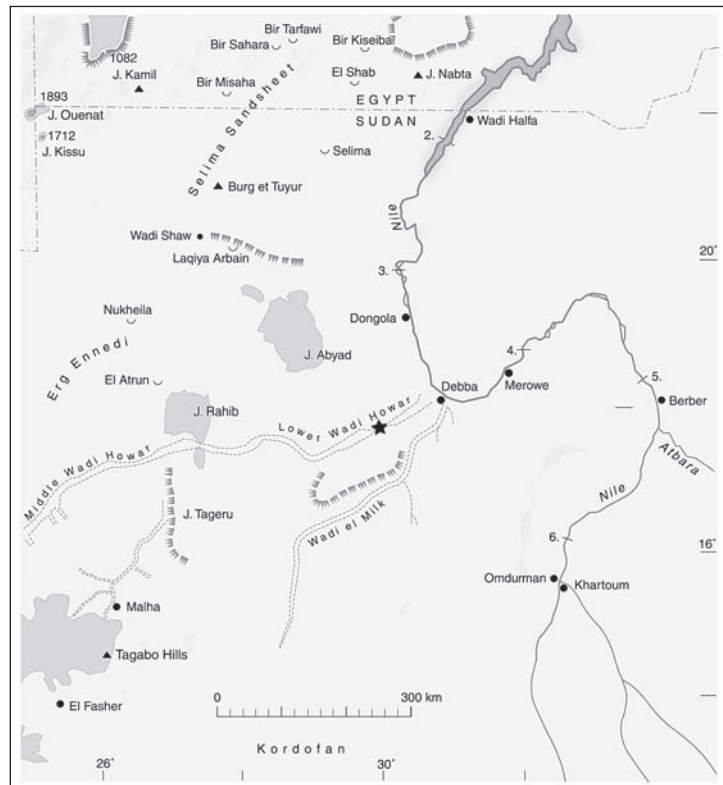 Bir Tarfawi
Bir Sahara
Bir Kiseiba
1082
J. Kamil
Bir Misaha
El Shab
J. Nabta
1893
J. Ouenat
EGYPT
SUDAN
Selima Sandsheet
1712
J. Kissu
2.
Wadi Halfa
Selima
Burg et Tuyur
Nile
Wadi Shaw
Laqiya Arbain
3.
20°
Nukheila
Dongola
J. Abyad
4.
Erg Ennedi
El Atrun
Debba
Merowe
5.
Berber
J. Rahib
Lower Wadi Howar
Atbara
Middle Wadi Howar
Nile
J. Tageru
Wadi el Milk
6.
16°
Omdurman
Khartoum
Malha
Tagabo Hills
0 300 km
El Fasher
Kordofan
26° 30°